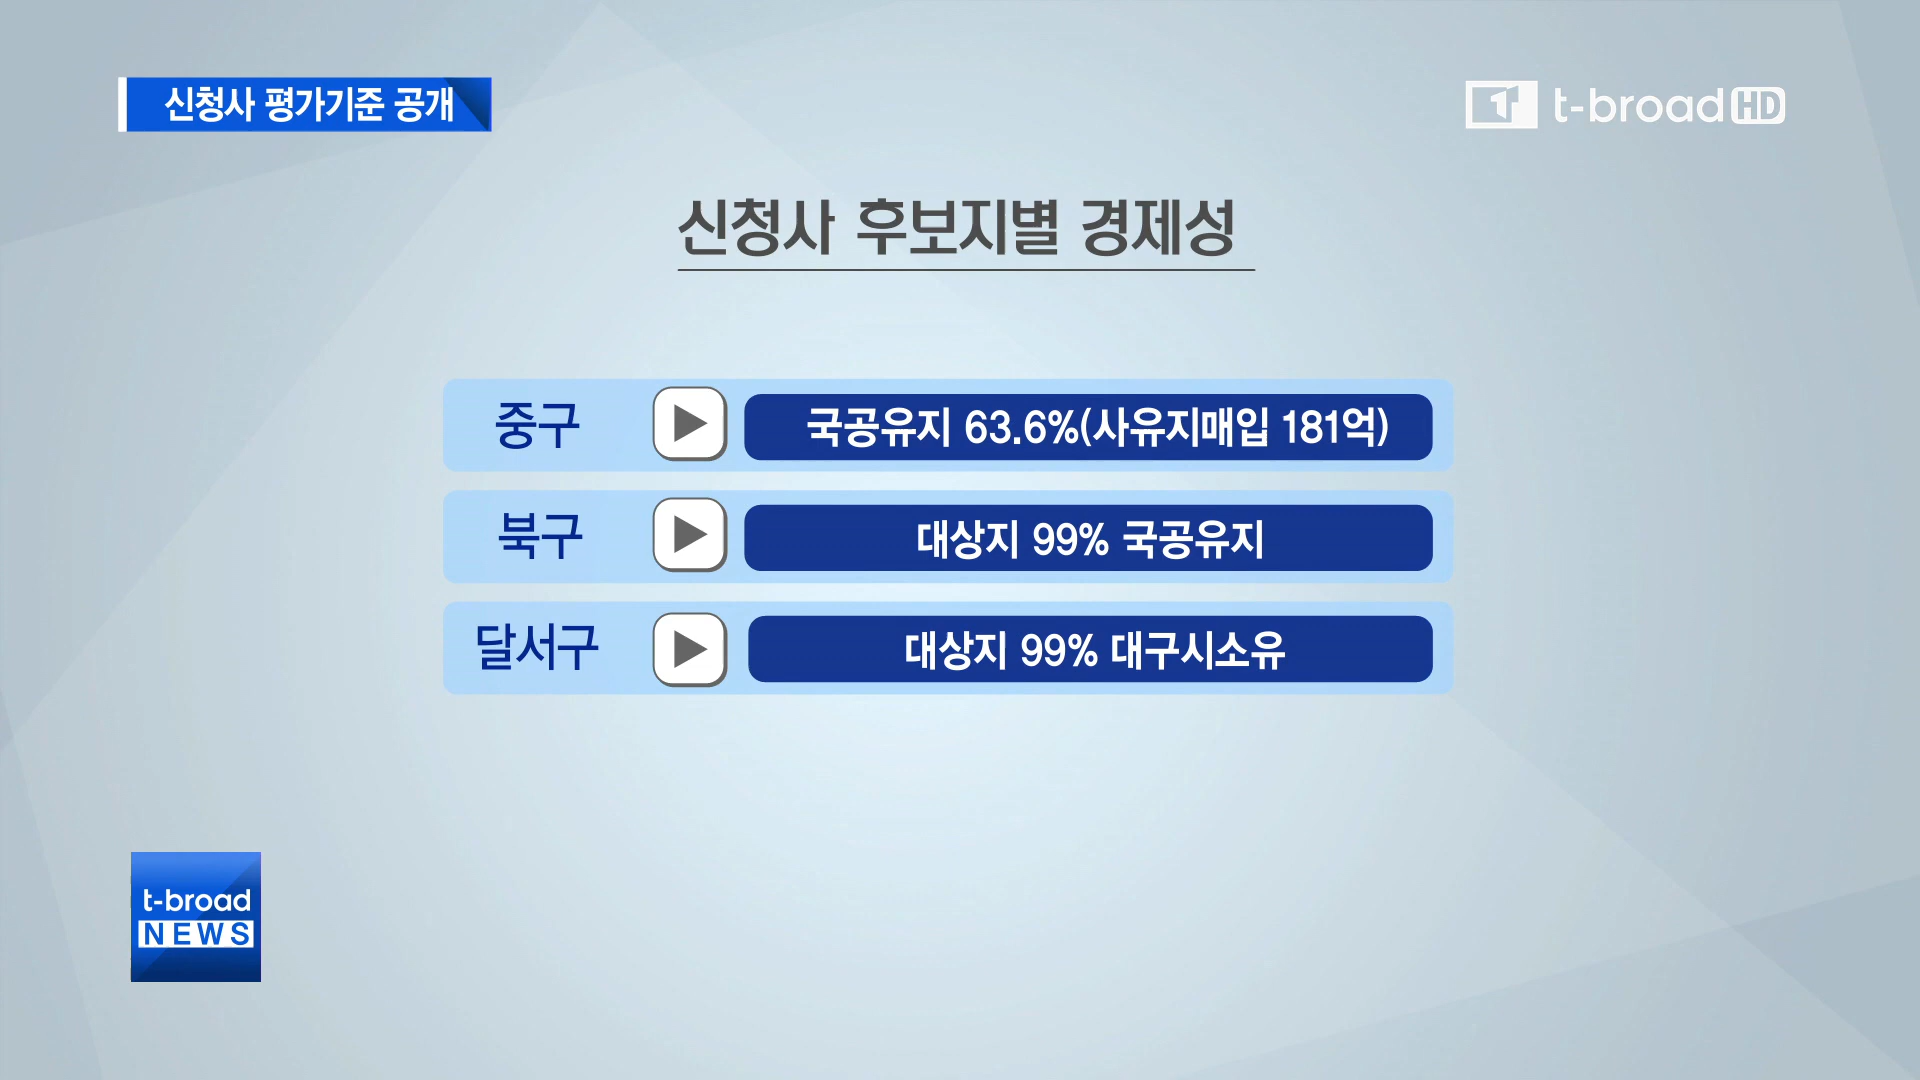 신청사 평가기준 공개
t-broad HD
신청사 후보지별 경제성
중구 국공유지 63.6%(사유지매입 181억)
북구 대상지 99% 국공유지
달서구 대상지 99% 대구시소유
t-broad
NEWS